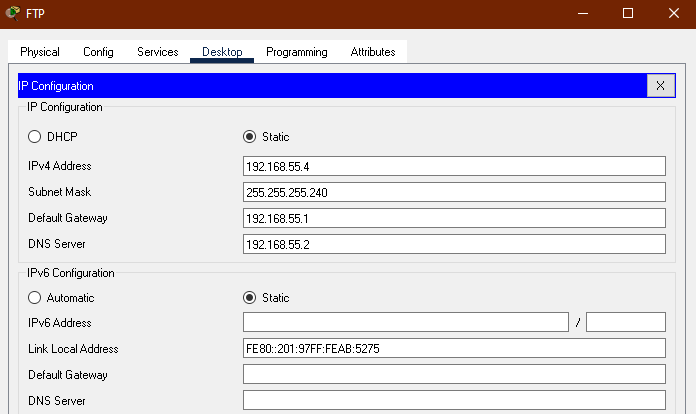 FTP
Physical Config Services Desktop Programming Attributes
IP Configuration X
IP Configuration
DHCP Static
IPv4 Address 192.168.55.4
Subnet Mask 255.255.255.240
Default Gateway 192.168.55.1
DNS Server 192.168.55.2
IPv6 Configuration
Automatic Static
IPv6 Address /
Link Local Address FE80::201:97FF:FEAB:5275
Default Gateway
DNS Server